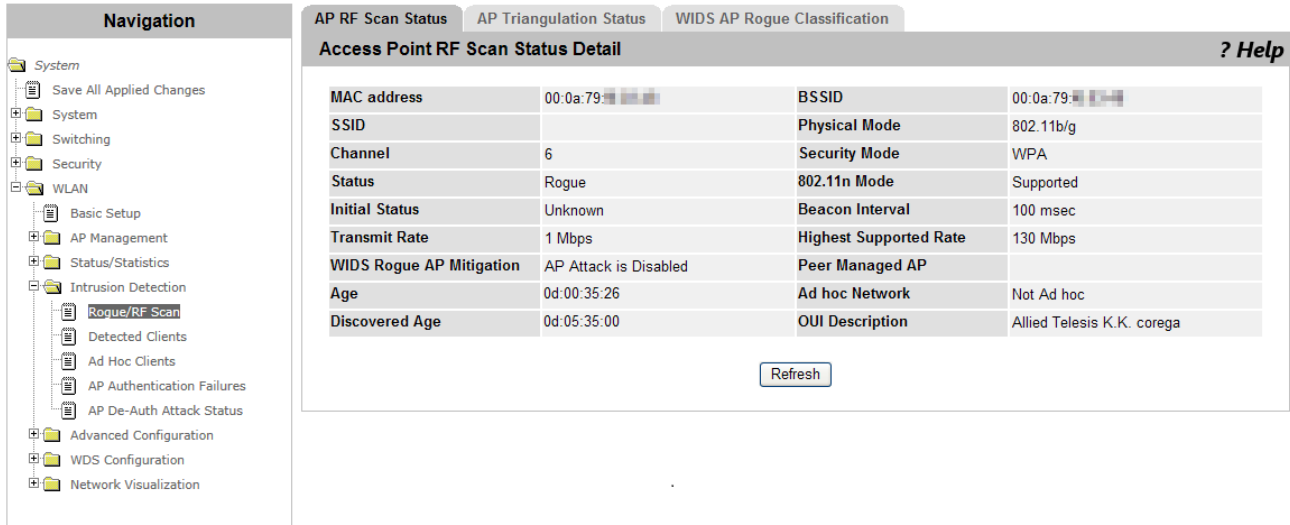 Navigation
System
Save All Applied Changes
System
Switching
Security
WLAN
Basic Setup
AP Management
Status/Statistics
Intrusion Detection
Rogue/RF Scan
Detected Clients
Ad Hoc Clients
AP Authentication Failures
AP De-Auth Attack Status
Advanced Configuration
WDS Configuration
Network Visualization
AP RF Scan Status AP Triangulation Status WIDS AP Rogue Classification
Access Point RF Scan Status Detail ? Help
MAC address 00:0a:79: BSSID 00:0a:79:
SSID Physical Mode 802.11b/g
Channel 6 Security Mode WPA
Status Rogue 802.11n Mode Supported
Initial Status Unknown Beacon Interval 100 msec
Transmit Rate 1 Mbps Highest Supported Rate 130 Mbps
WIDS Rogue AP Mitigation AP Attack is Disabled Peer Managed AP
Age 0d:00:35:26 Ad hoc Network Not Ad hoc
Discovered Age 0d:05:35:00 OUI Description Allied Telesis K.K. corega
Refresh